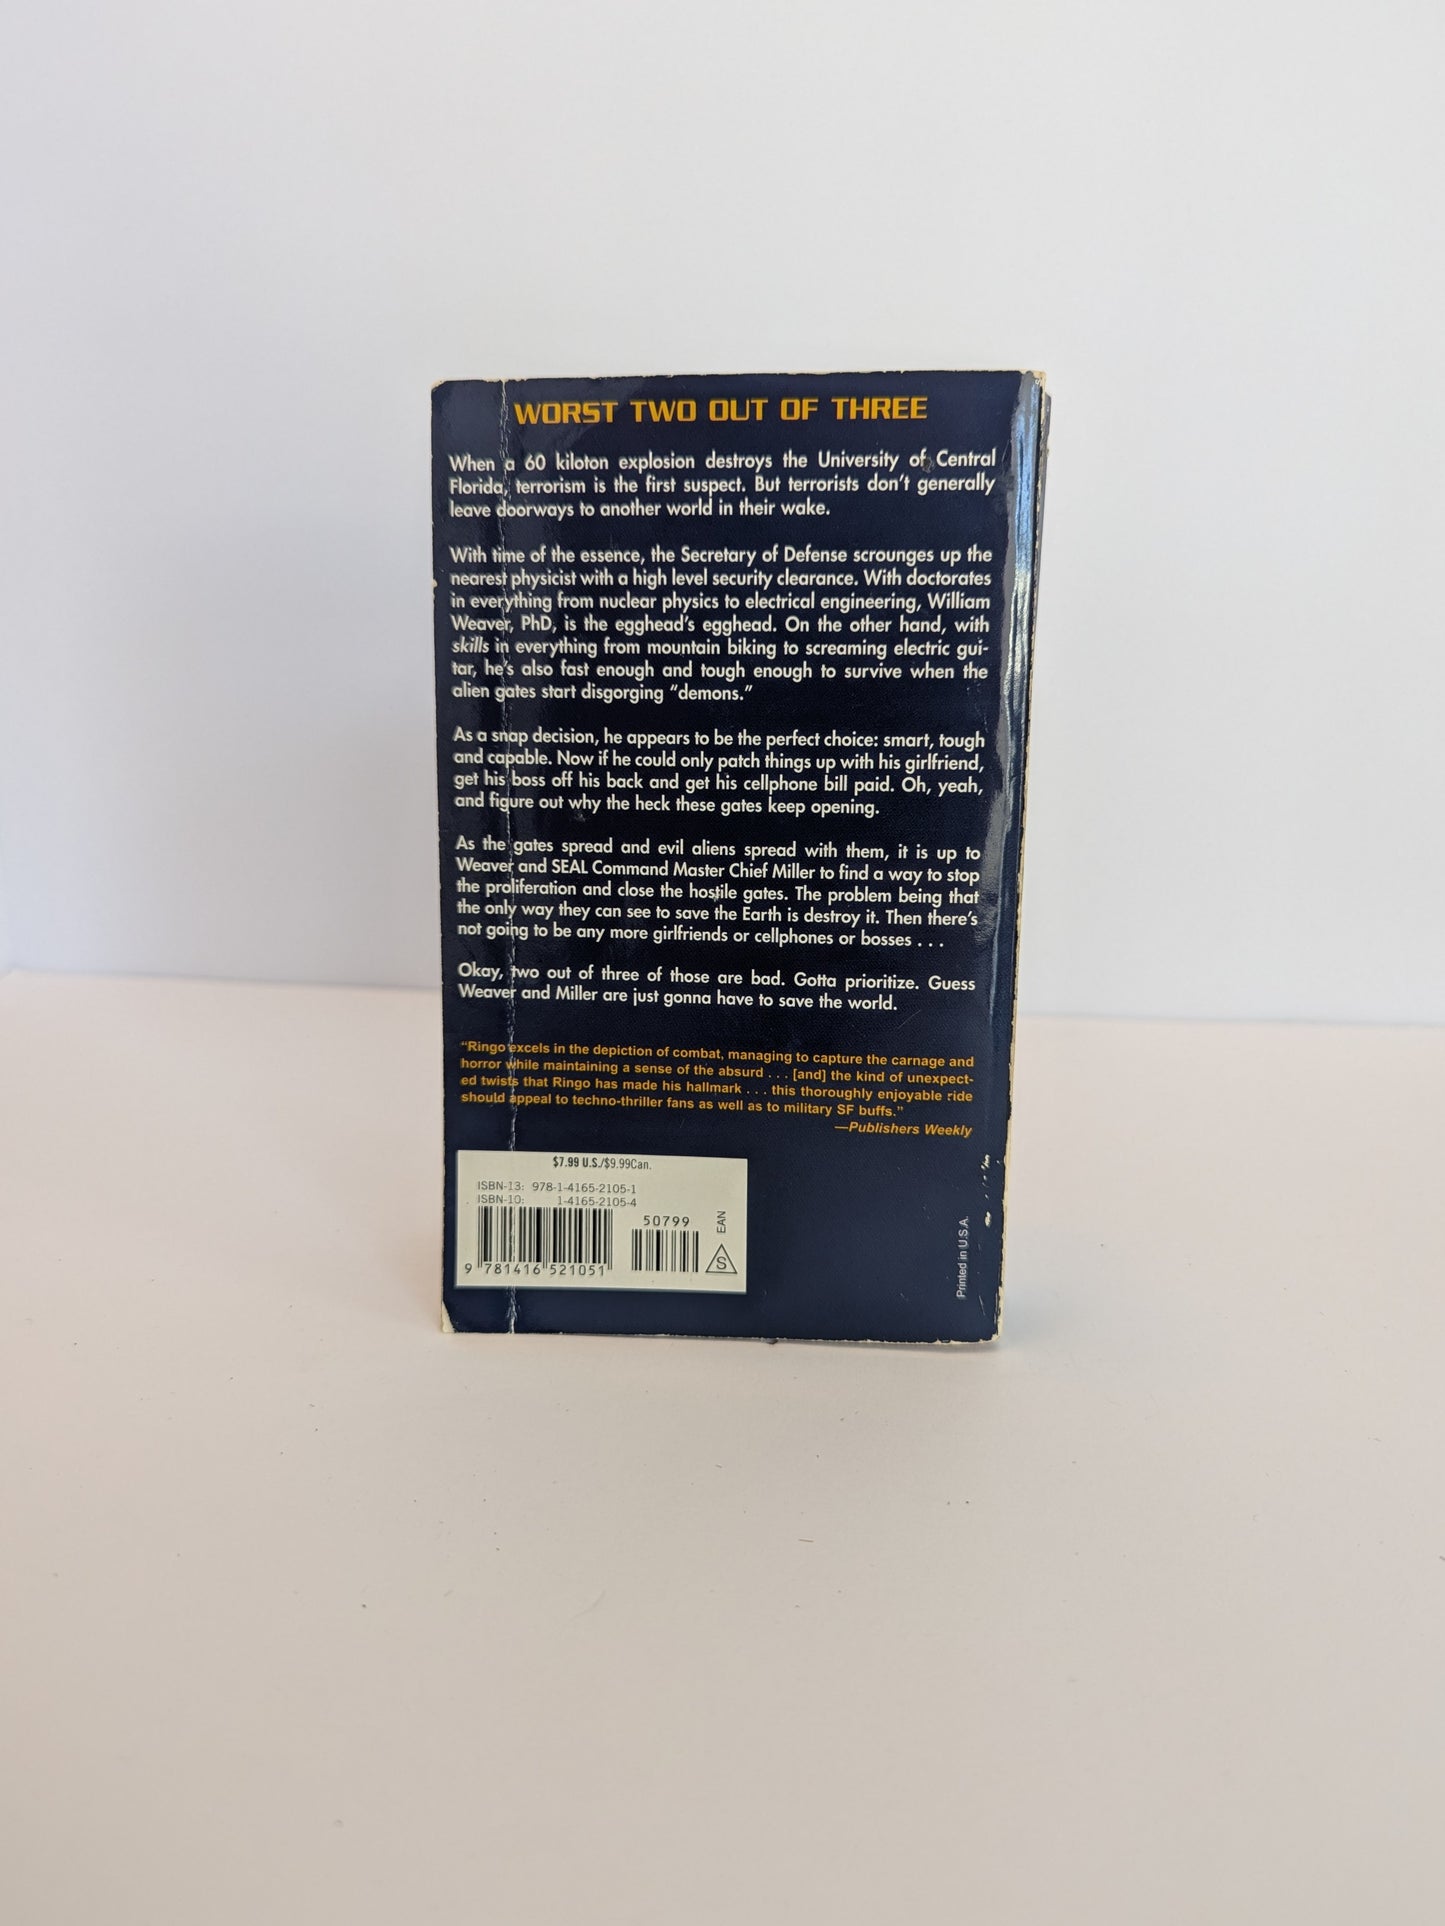 WORST TWO OUT OF THREE
When a 60 kiloton explosion destroys the University of Central
Florida, terrorism is the first suspect. But terrorists don't generally
leave doorways to another world in their wake.
With time of the essence, the Secretary of Defense scrounges up the
nearest physicist with a high level security clearance. With doctorates
in everything from nuclear physics to electrical engineering, William
Weaver, PhD, is the egghead's egghead. On the other hand, with
skills in everything from mountain biking to screaming electric gui-
tar, he's also fast enough and tough enough to survive when the
alien gates start disgorging "demons."
As a snap decision, he appears to be the perfect choice: smart, tough
and capable. Now if he could only patch things up with his girlfriend,
get his boss off his back and get his cellphone bill paid. Oh, yeah,
and figure out why the heck these gates keep opening.
As the gates spread and evil aliens spread with them, it is up to
Weaver and SEAL Command Master Chief Miller to find a way to stop
the proliferation and close the hostile gates. The problem being that
the only way they can see to save the Earth is destroy it. Then there's
not going to be any more girlfriends or cellphones or bosses . . .
Okay, two out of three of those are bad. Gotta prioritize. Guess
Weaver and Miller are just gonna have to save the world.
"Ringo excels in the depiction of combat, managing to capture the carnage and
horror while maintaining a sense of the absurd . . . [and] the kind of unexpect-
ed twists that Ringo has made his hallmark . . . this thoroughly enjoyable ride
should appeal to techno-thriller fans as well as to military SF buffs."
—Publishers Weekly
$7.99 U.S./$9.99Can.
ISBN-13: 978-1-4165-2105-1
ISBN-10: 1-4165-2105-4
50799
EAN
S
9 781416 521051
Printed in U.S.A.